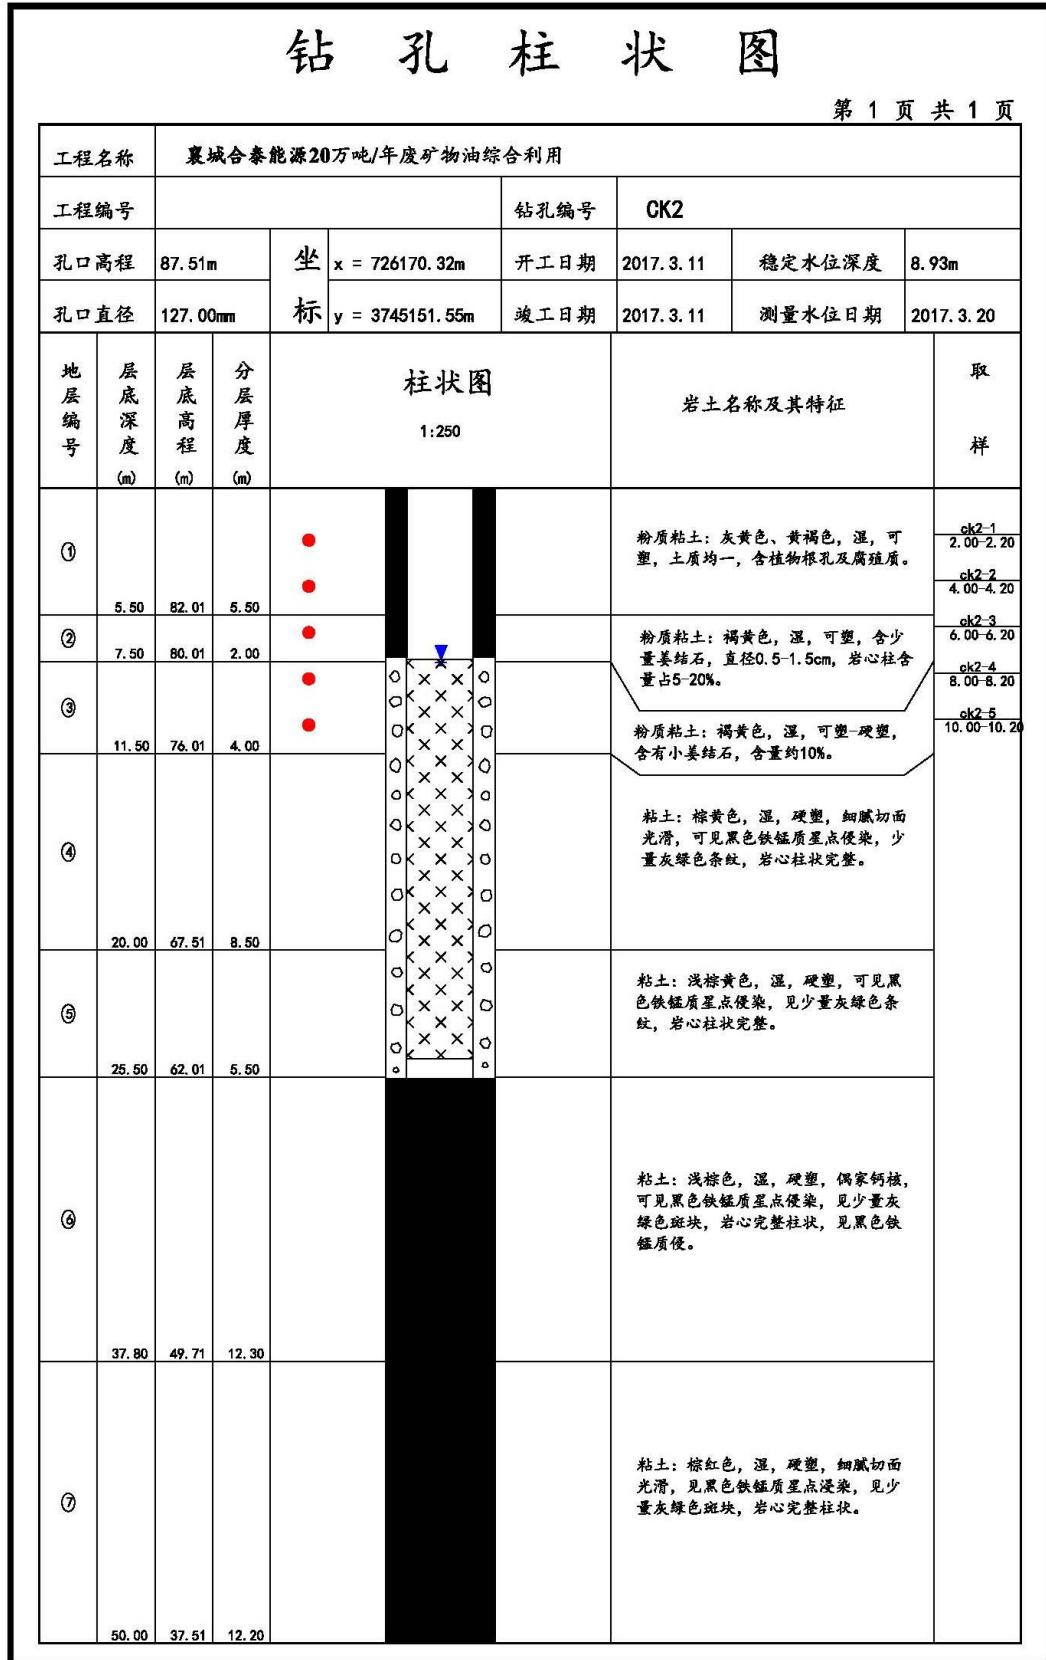 钻孔柱状图
第 1 页 共 1 页
工程名称 襄城合泰能源20万吨/年废矿物油综合利用
工程编号 钻孔编号 CK2
孔口高程 87.51m 坐 x = 726170.32m 开工日期 2017.3.11 稳定水位深度 8.93m
孔口直径 127.00mm 标 y = 3745151.55m 竣工日期 2017.3.11 测量水位日期 2017.3.20
地层编号 层底深度(m) 层底高程(m) 分层厚度(m) 柱状图 1:250 岩土名称及其特征 取样
①
粉质粘土：灰黄色、黄褐色，湿，可
塑，土质均一，含植物根孔及腐殖质。
ck2-1
2.00-2.20
ck2-2
4.00-4.20
5.50 82.01 5.50
②
粉质粘土：褐黄色，湿，可塑，含少
量姜结石，直径0.5-1.5cm，岩心柱含
量占5-20%。
ck2-3
6.00-6.20
7.50 80.01 2.00
ck2-4
8.00-8.20
③
粉质粘土：褐黄色，湿，可塑-硬塑，
含有小姜结石，含量约10%。
ck2-5
10.00-10.20
11.50 76.01 4.00
④
粘土：棕黄色，湿，硬塑，细腻切面
光滑，可见黑色铁锰质星点侵染，少
量灰绿色条纹，岩心柱状完整。
20.00 67.51 8.50
⑤
粘土：浅棕黄色，湿，硬塑，可见黑
色铁锰质星点侵染，见少量灰绿色条
纹，岩心柱状完整。
25.50 62.01 5.50
⑥
粘土：浅棕色，湿，硬塑，偶家钙核，
可见黑色铁锰质星点侵染，见少量灰
绿色斑块，岩心完整柱状，见黑色铁
锰质侵。
37.80 49.71 12.30
⑦
粘土：棕红色，湿，硬塑，细腻切面
光滑，见黑色铁锰质星点浸染，见少
量灰绿色斑块，岩心完整柱状。
50.00 37.51 12.20